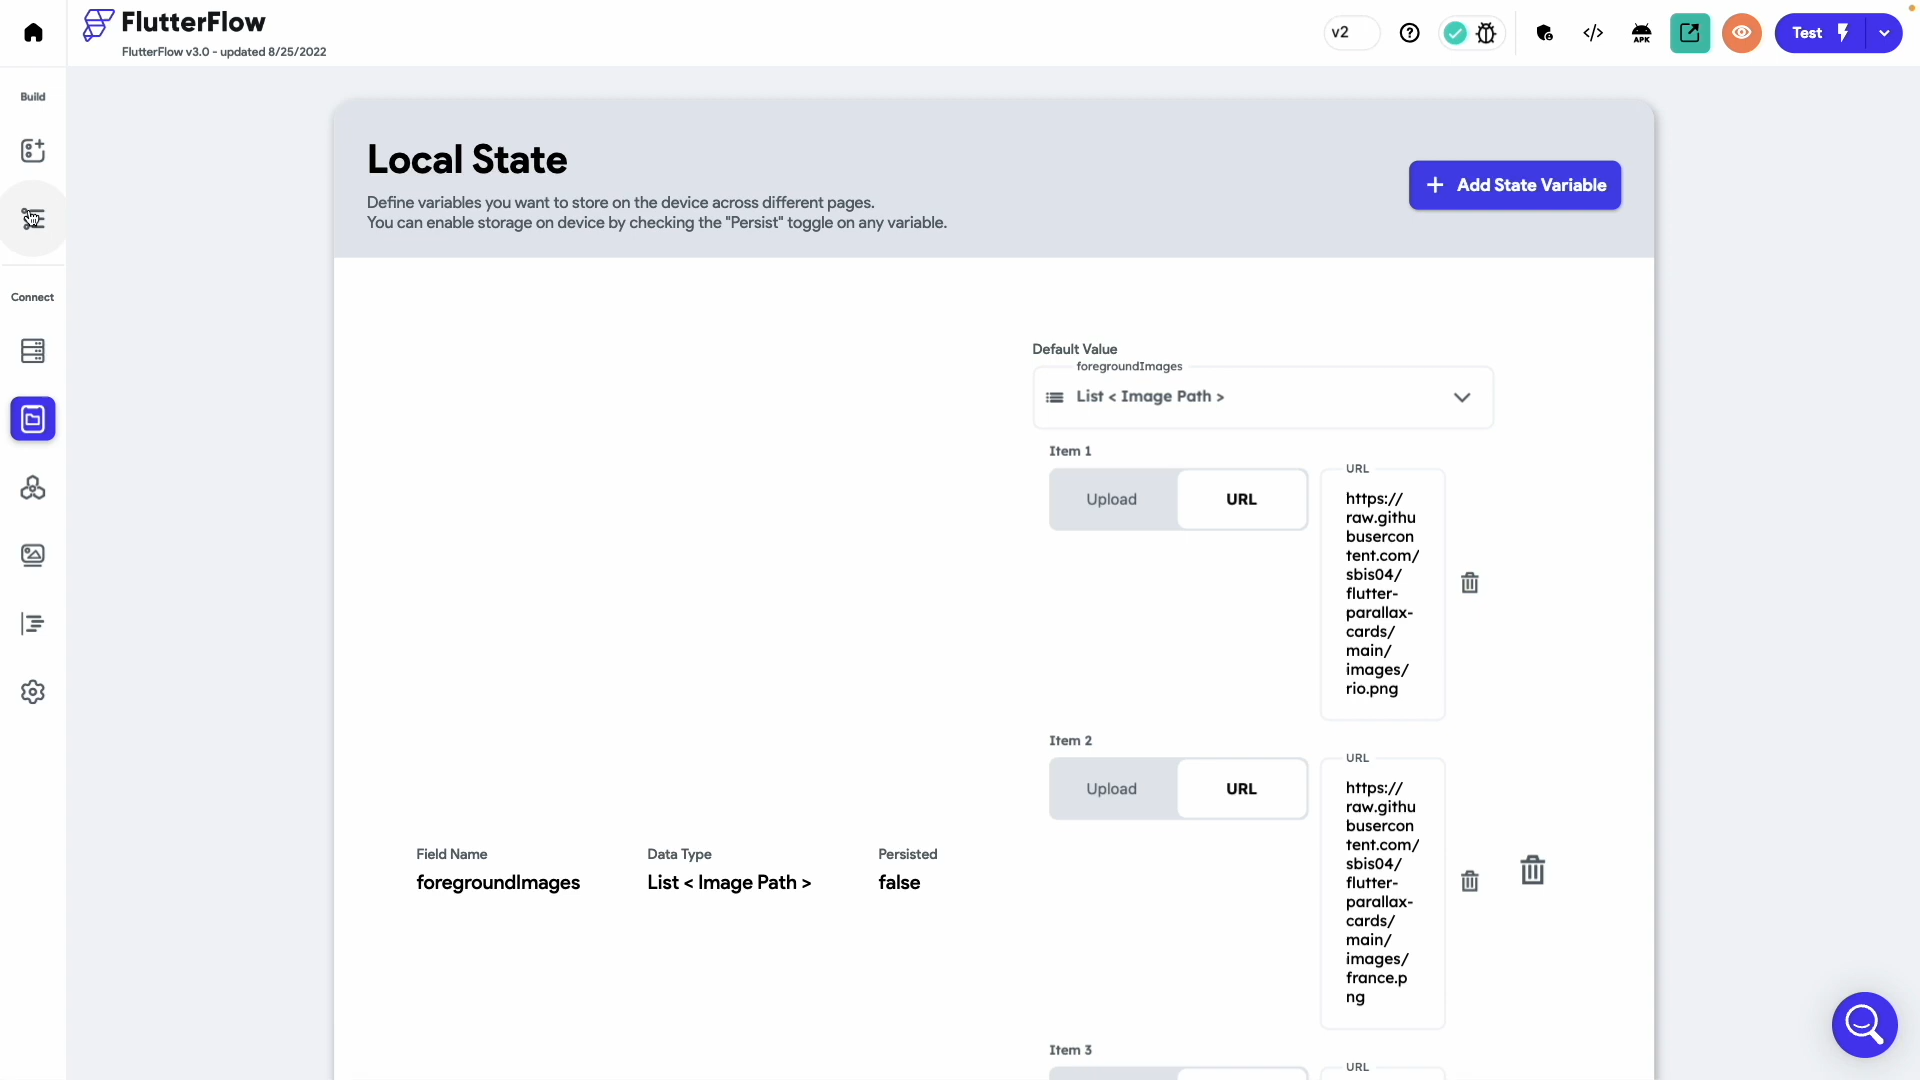 FlutterFlow
FlutterFlow v3.0 - updated 8/25/2022
v2
APK
Test
Build
Connect
Local State
Define variables you want to store on the device across different pages.
You can enable storage on device by checking the "Persist" toggle on any variable.
Add State Variable
Default Value
foregroundImages
List < Image Path >
Item 1
Upload
URL
URL
https://
raw.githu
busercon
tent.com/
sbis04/
flutter-
parallax-
cards/
main/
images/
rio.png
Item 2
Upload
URL
URL
https://
raw.githu
busercon
tent.com/
sbis04/
flutter-
parallax-
cards/
main/
images/
france.p
ng
Field Name
foregroundImages
Data Type
List < Image Path >
Persisted
false
Item 3
URL